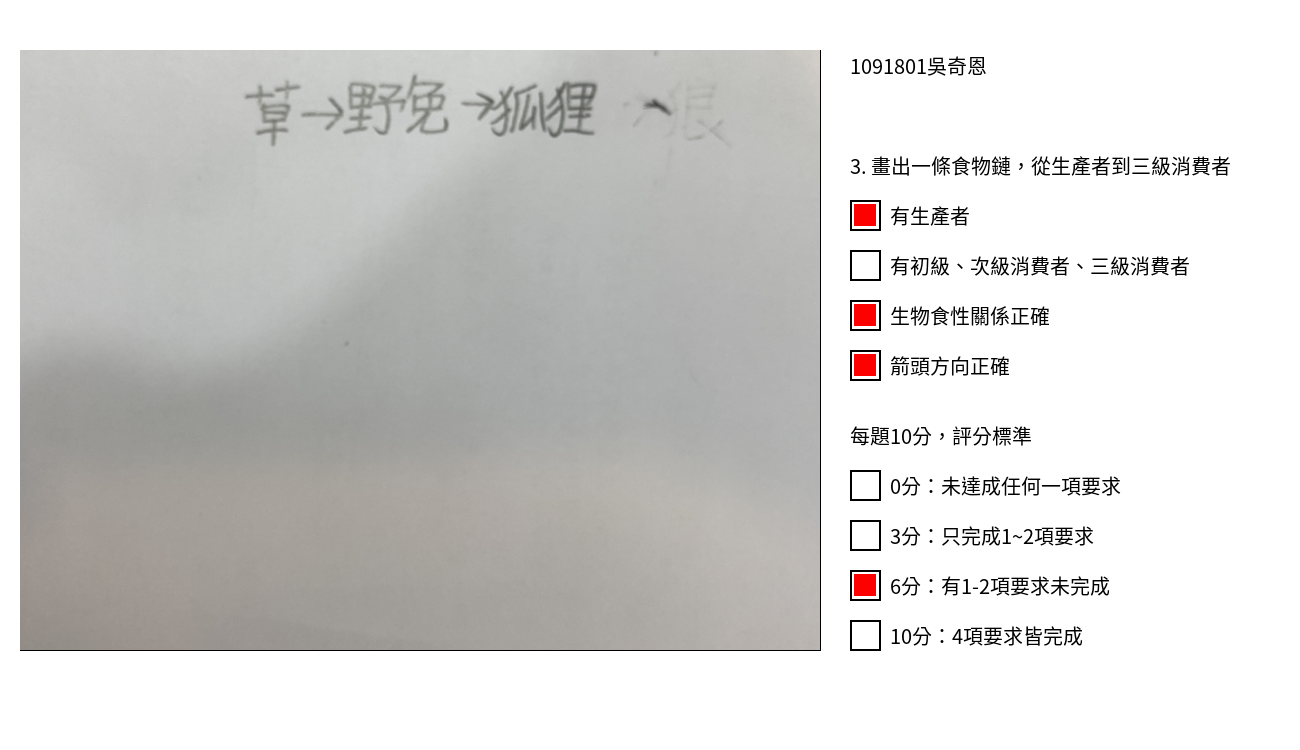 草→野免→狐狸→狼
1091801吳奇恩
3. 畫出一條食物鏈，從生產者到三級消費者
有生產者
有初級、次級消費者、三級消費者
生物食性關係正確
箭頭方向正確
每題10分，評分標準
0分：未達成任何一項要求
3分：只完成1~2項要求
6分：有1-2項要求未完成
10分：4項要求皆完成